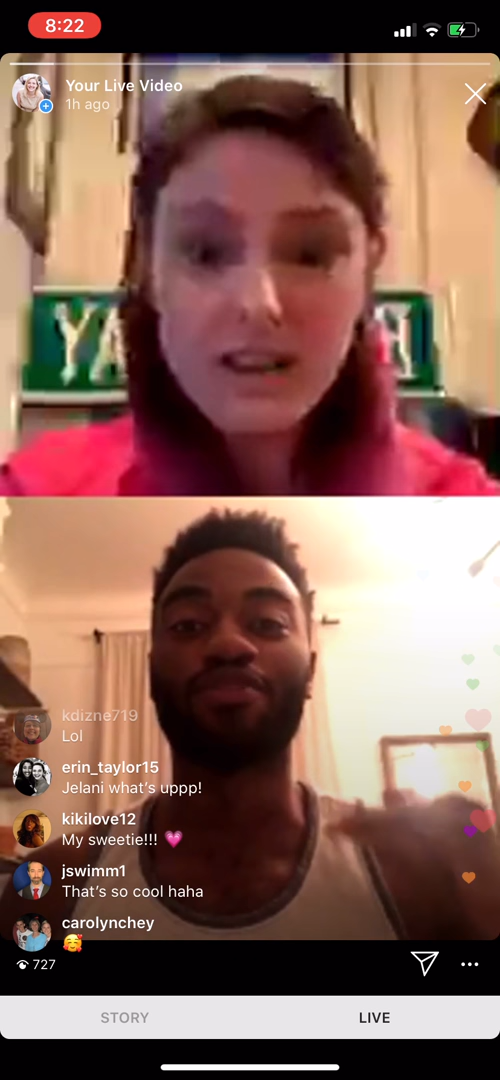 8:22
Your Live Video
1h ago
YA
kdizne719
Lol
erin_taylor15
Jelani what's uppp!
kikilove12
My sweetie!!! 💗
jswimm1
That's so cool haha
carolynchey
🥰
727
STORY
LIVE